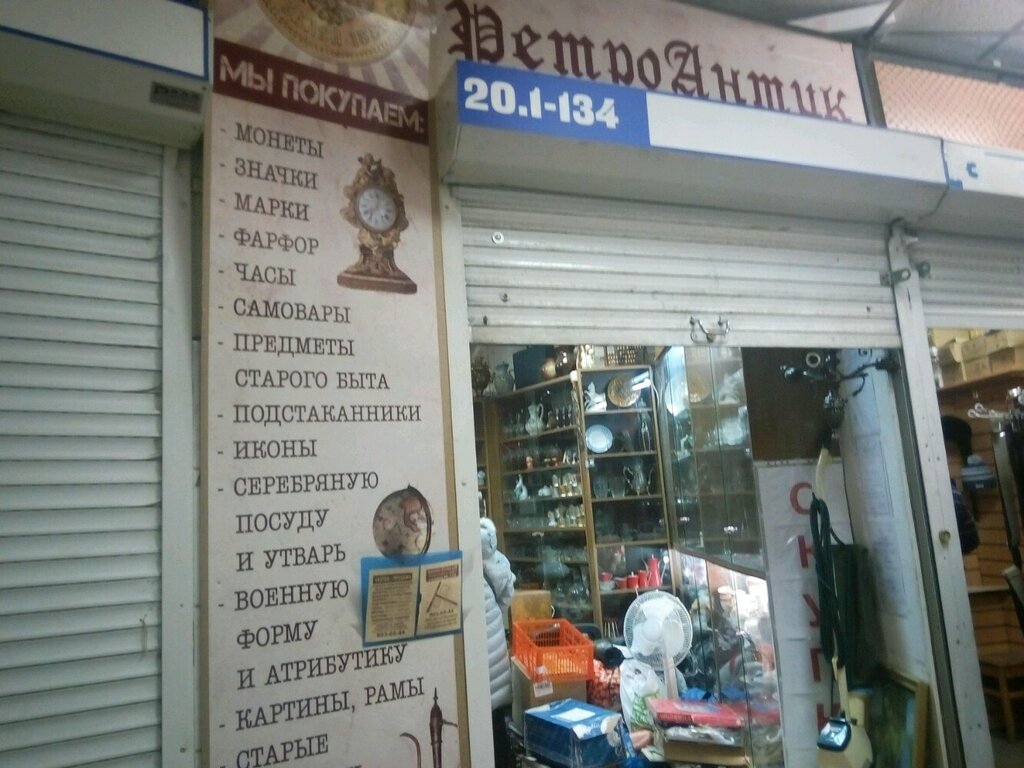 РетроАнтик
20.1-134
МЫ ПОКУПАЕМ:
- МОНЕТЫ
- ЗНАЧКИ
- МАРКИ
- ФАРФОР
- ЧАСЫ
- САМОВАРЫ
- ПРЕДМЕТЫ
СТАРОГО БЫТА
- ПОДСТАКАННИКИ
- ИКОНЫ
- СЕРЕБРЯНУЮ
ПОСУДУ
И УТВАРЬ
- ВОЕННУЮ
ФОРМУ
И АТРИБУТИКУ
- КАРТИНЫ, РАМЫ
- СТАРЫЕ
С
К
У
П
К